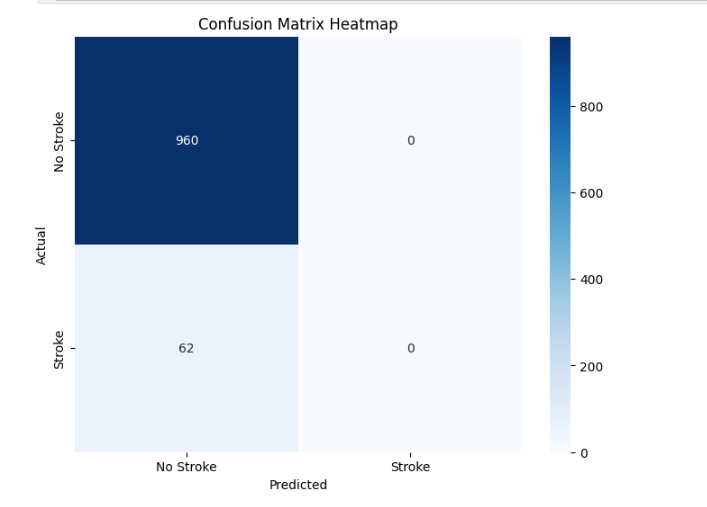 Confusion Matrix Heatmap
Actual
No Stroke
960
0
Stroke
62
0
No Stroke
Stroke
Predicted
800
600
400
200
0